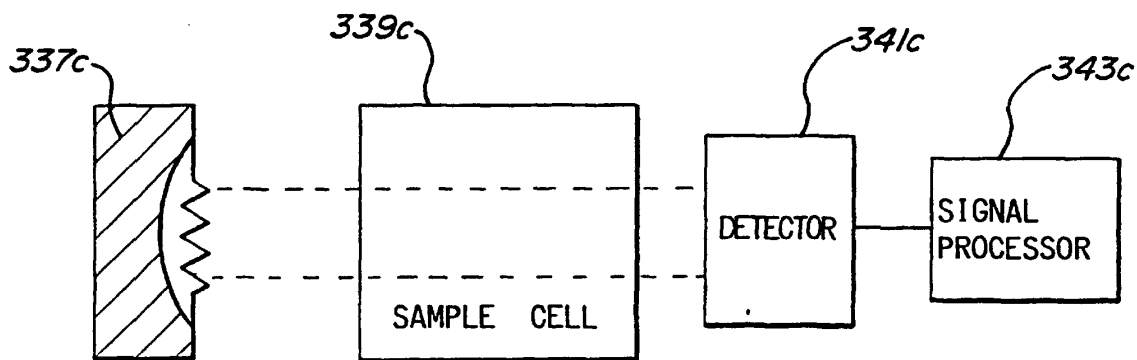 337c
339c
341c
343c
DETECTOR
SIGNAL
PROCESSOR
SAMPLE CELL